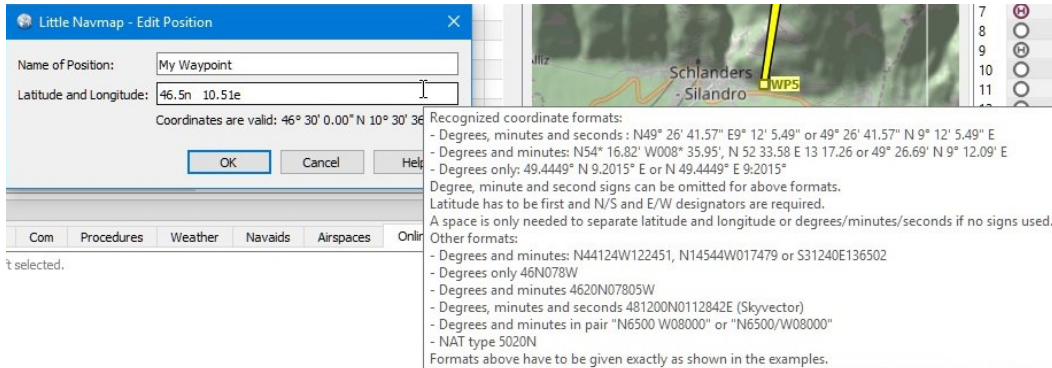 Little Navmap - Edit Position
Name of Position: My Waypoint
Latitude and Longitude: 46.5n 10.51e
Coordinates are valid: 46° 30' 0.00" N 10° 30' 36
OK Cancel Help
Com Procedures Weather Navaids Airspaces Onlin
't selected.
Schlanders
- Silandro
WP5
7
8
9
10
11
Recognized coordinate formats:
- Degrees, minutes and seconds : N49° 26' 41.57" E9° 12' 5.49" or 49° 26' 41.57" N 9° 12' 5.49" E
- Degrees and minutes: N54* 16.82' W008* 35.95', N 52 33.58 E 13 17.26 or 49° 26.69' N 9° 12.09' E
- Degrees only: 49.4449° N 9.2015° E or N 49.4449° E 9:2015°
Degree, minute and second signs can be omitted for above formats.
Latitude has to be first and N/S and E/W designators are required.
A space is only needed to separate latitude and longitude or degrees/minutes/seconds if no signs used.
Other formats:
- Degrees and minutes: N44124W122451, N14544W017479 or S31240E136502
- Degrees only 46N078W
- Degrees and minutes 4620N07805W
- Degrees, minutes and seconds 481200N0112842E (Skyvector)
- Degrees and minutes in pair "N6500 W08000" or "N6500/W08000"
- NAT type 5020N
Formats above have to be given exactly as shown in the examples.